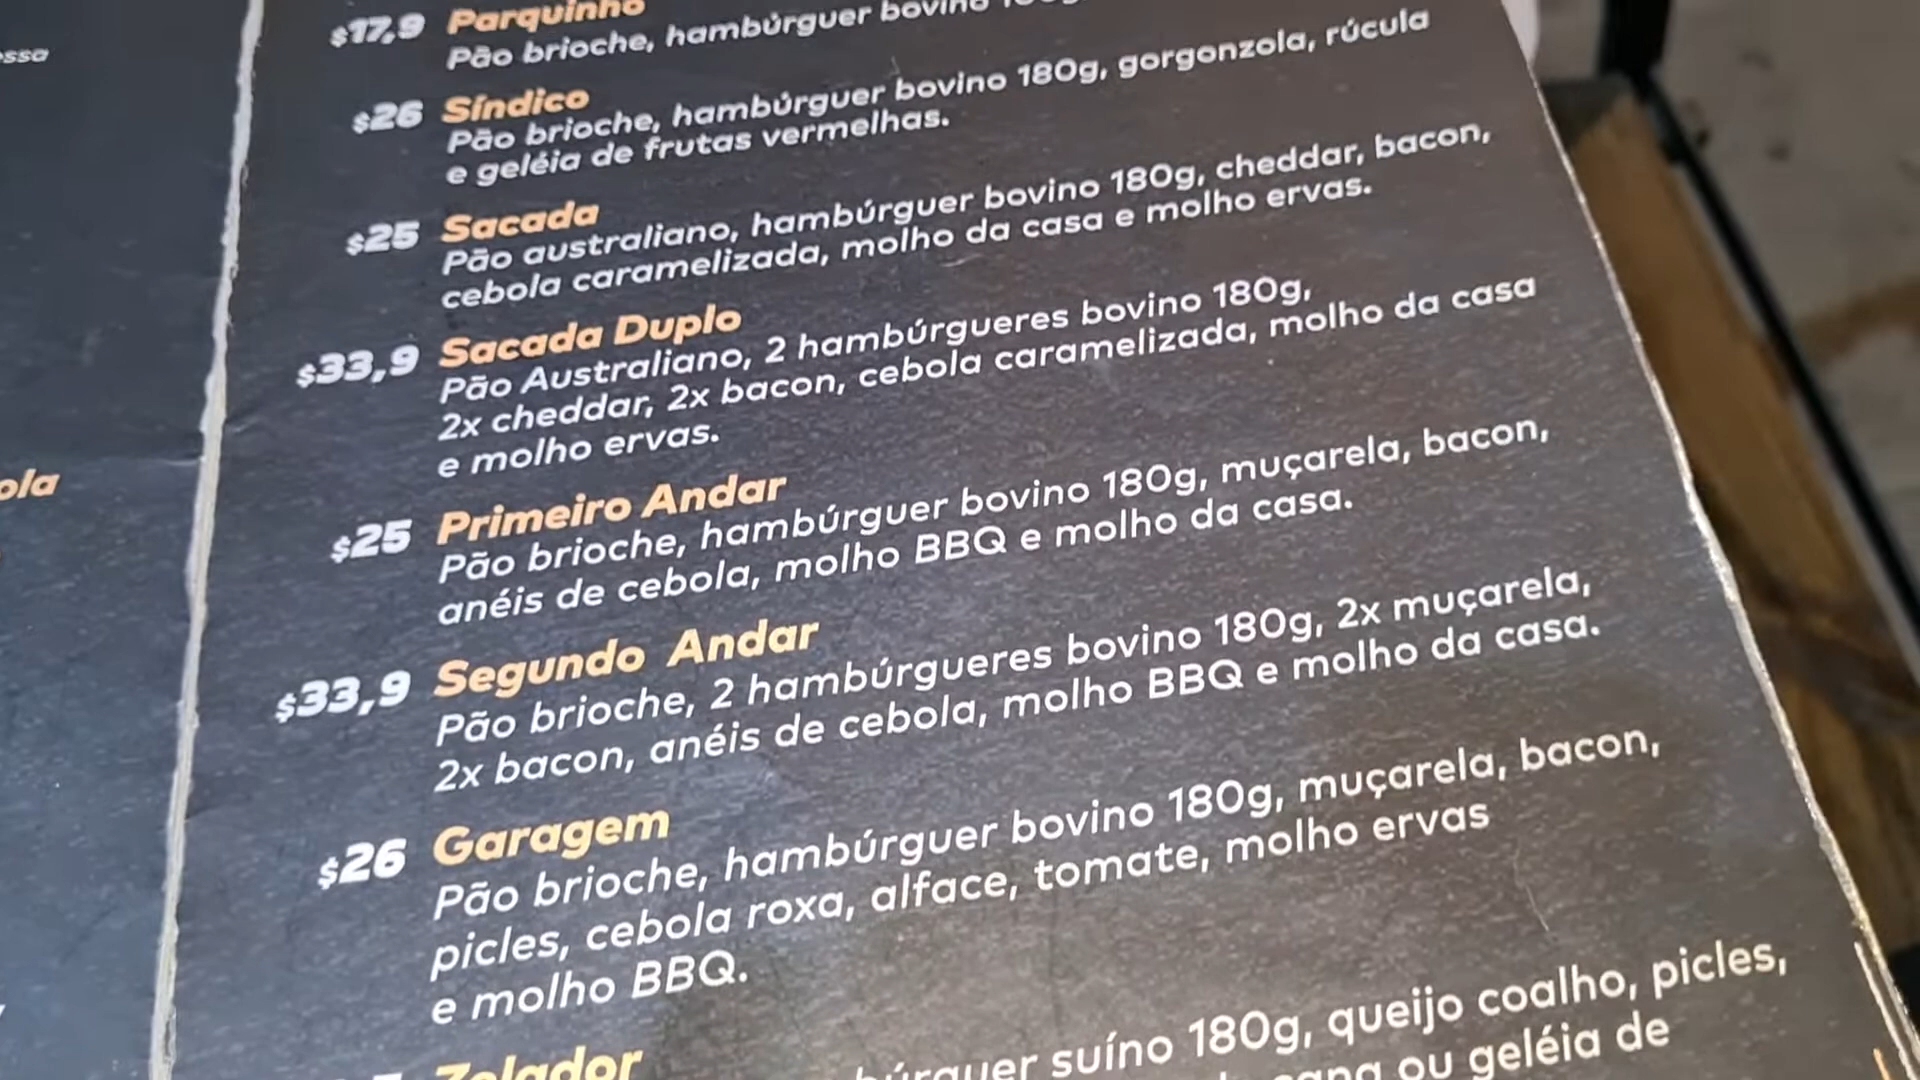 essa
ola
$17,9 Parquinho
Pão brioche, hambúrguer bovino
$26 Síndico
Pão brioche, hambúrguer bovino 180g, gorgonzola, rúcula
e geléia de frutas vermelhas.
$25 Sacada
Pão australiano, hambúrguer bovino 180g, cheddar, bacon,
cebola caramelizada, molho da casa e molho ervas.
$33,9 Sacada Duplo
Pão Australiano, 2 hambúrgueres bovino 180g,
2x cheddar, 2x bacon, cebola caramelizada, molho da casa
e molho ervas.
$25 Primeiro Andar
Pão brioche, hambúrguer bovino 180g, muçarela, bacon,
anéis de cebola, molho BBQ e molho da casa.
$33,9 Segundo Andar
Pão brioche, 2 hambúrgueres bovino 180g, 2x muçarela,
2x bacon, anéis de cebola, molho BBQ e molho da casa.
$26 Garagem
Pão brioche, hambúrguer bovino 180g, muçarela, bacon,
picles, cebola roxa, alface, tomate, molho ervas
e molho BBQ.
Zelador
búrguer suíno 180g, queijo coalho, picles,
ou geléia de